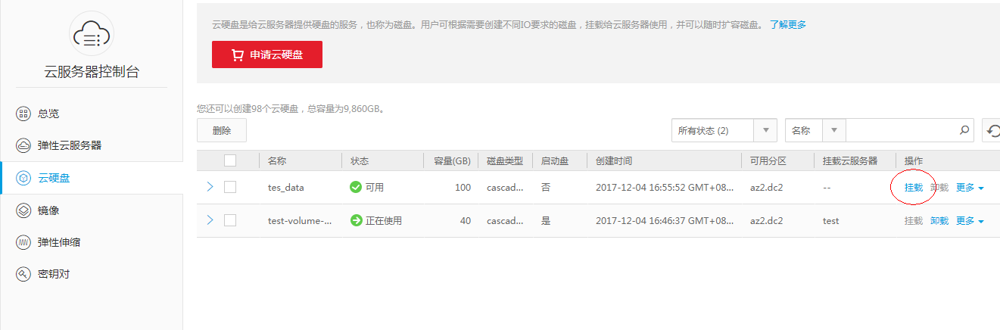 云服务器控制台
总览
弹性云服务器
云硬盘
镜像
弹性伸缩
密钥对
云硬盘是给云服务器提供硬盘的服务，也称为磁盘。用户可根据需要创建不同IO要求的磁盘，挂载给云服务器使用，并可以随时扩容磁盘。 了解更多
申请云硬盘
您还可以创建98个云硬盘，总容量为9,860GB。
删除 所有状态 (2) 名称
名称 状态 容量(GB) 磁盘类型 启动盘 创建时间 可用分区 挂载云服务器 操作
tes_data 可用 100 cascad... 否 2017-12-04 16:55:52 GMT+08... az2.dc2 -- 挂载 卸载 更多
test-volume-... 正在使用 40 cascad... 是 2017-12-04 16:46:37 GMT+08... az2.dc2 test 挂载 卸载 更多